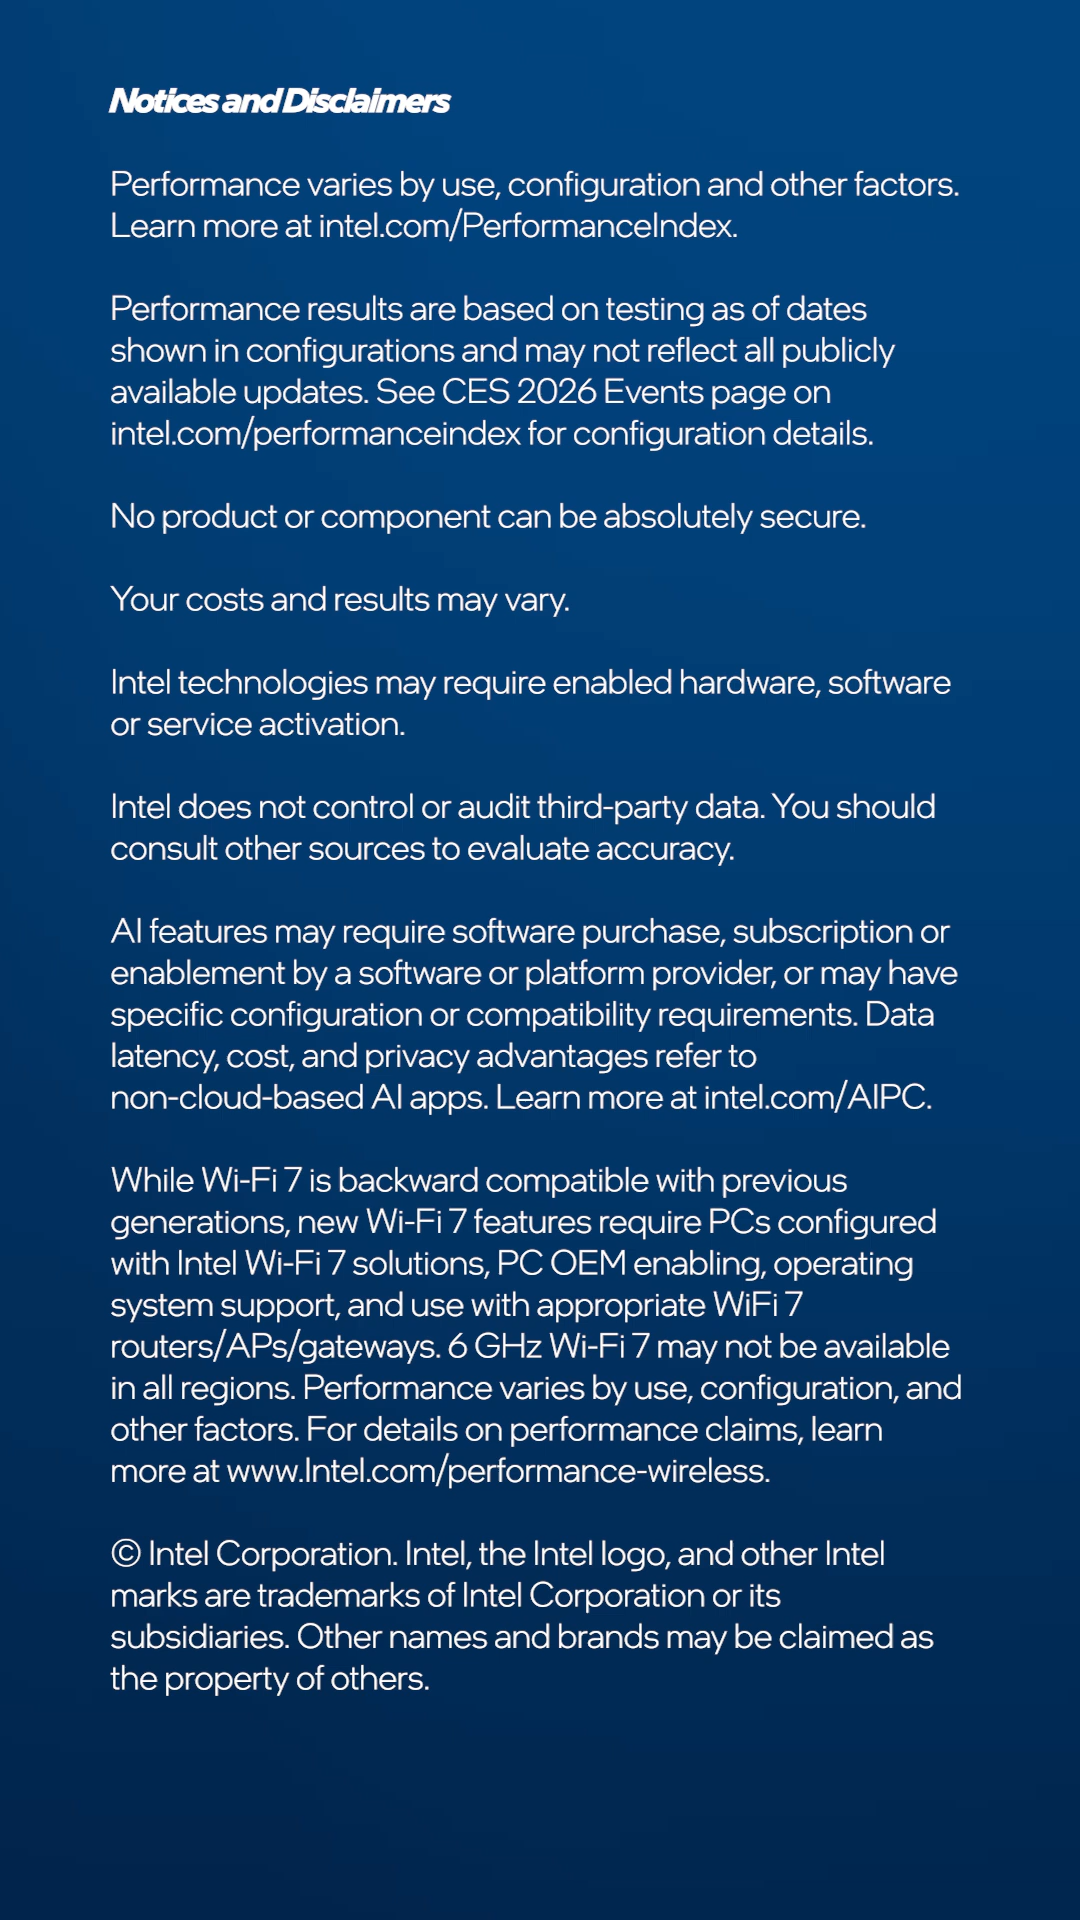 Notices and Disclaimers
Performance varies by use, configuration and other factors.
Learn more at intel.com/PerformanceIndex.
Performance results are based on testing as of dates
shown in configurations and may not reflect all publicly
available updates. See CES 2026 Events page on
intel.com/performanceindex for configuration details.
No product or component can be absolutely secure.
Your costs and results may vary.
Intel technologies may require enabled hardware, software
or service activation.
Intel does not control or audit third-party data. You should
consult other sources to evaluate accuracy.
AI features may require software purchase, subscription or
enablement by a software or platform provider, or may have
specific configuration or compatibility requirements. Data
latency, cost, and privacy advantages refer to
non-cloud-based AI apps. Learn more at intel.com/AIPC.
While Wi-Fi 7 is backward compatible with previous
generations, new Wi-Fi 7 features require PCs configured
with Intel Wi-Fi 7 solutions, PC OEM enabling, operating
system support, and use with appropriate WiFi 7
routers/APs/gateways. 6 GHz Wi-Fi 7 may not be available
in all regions. Performance varies by use, configuration, and
other factors. For details on performance claims, learn
more at www.Intel.com/performance-wireless.
© Intel Corporation. Intel, the Intel logo, and other Intel
marks are trademarks of Intel Corporation or its
subsidiaries. Other names and brands may be claimed as
the property of others.